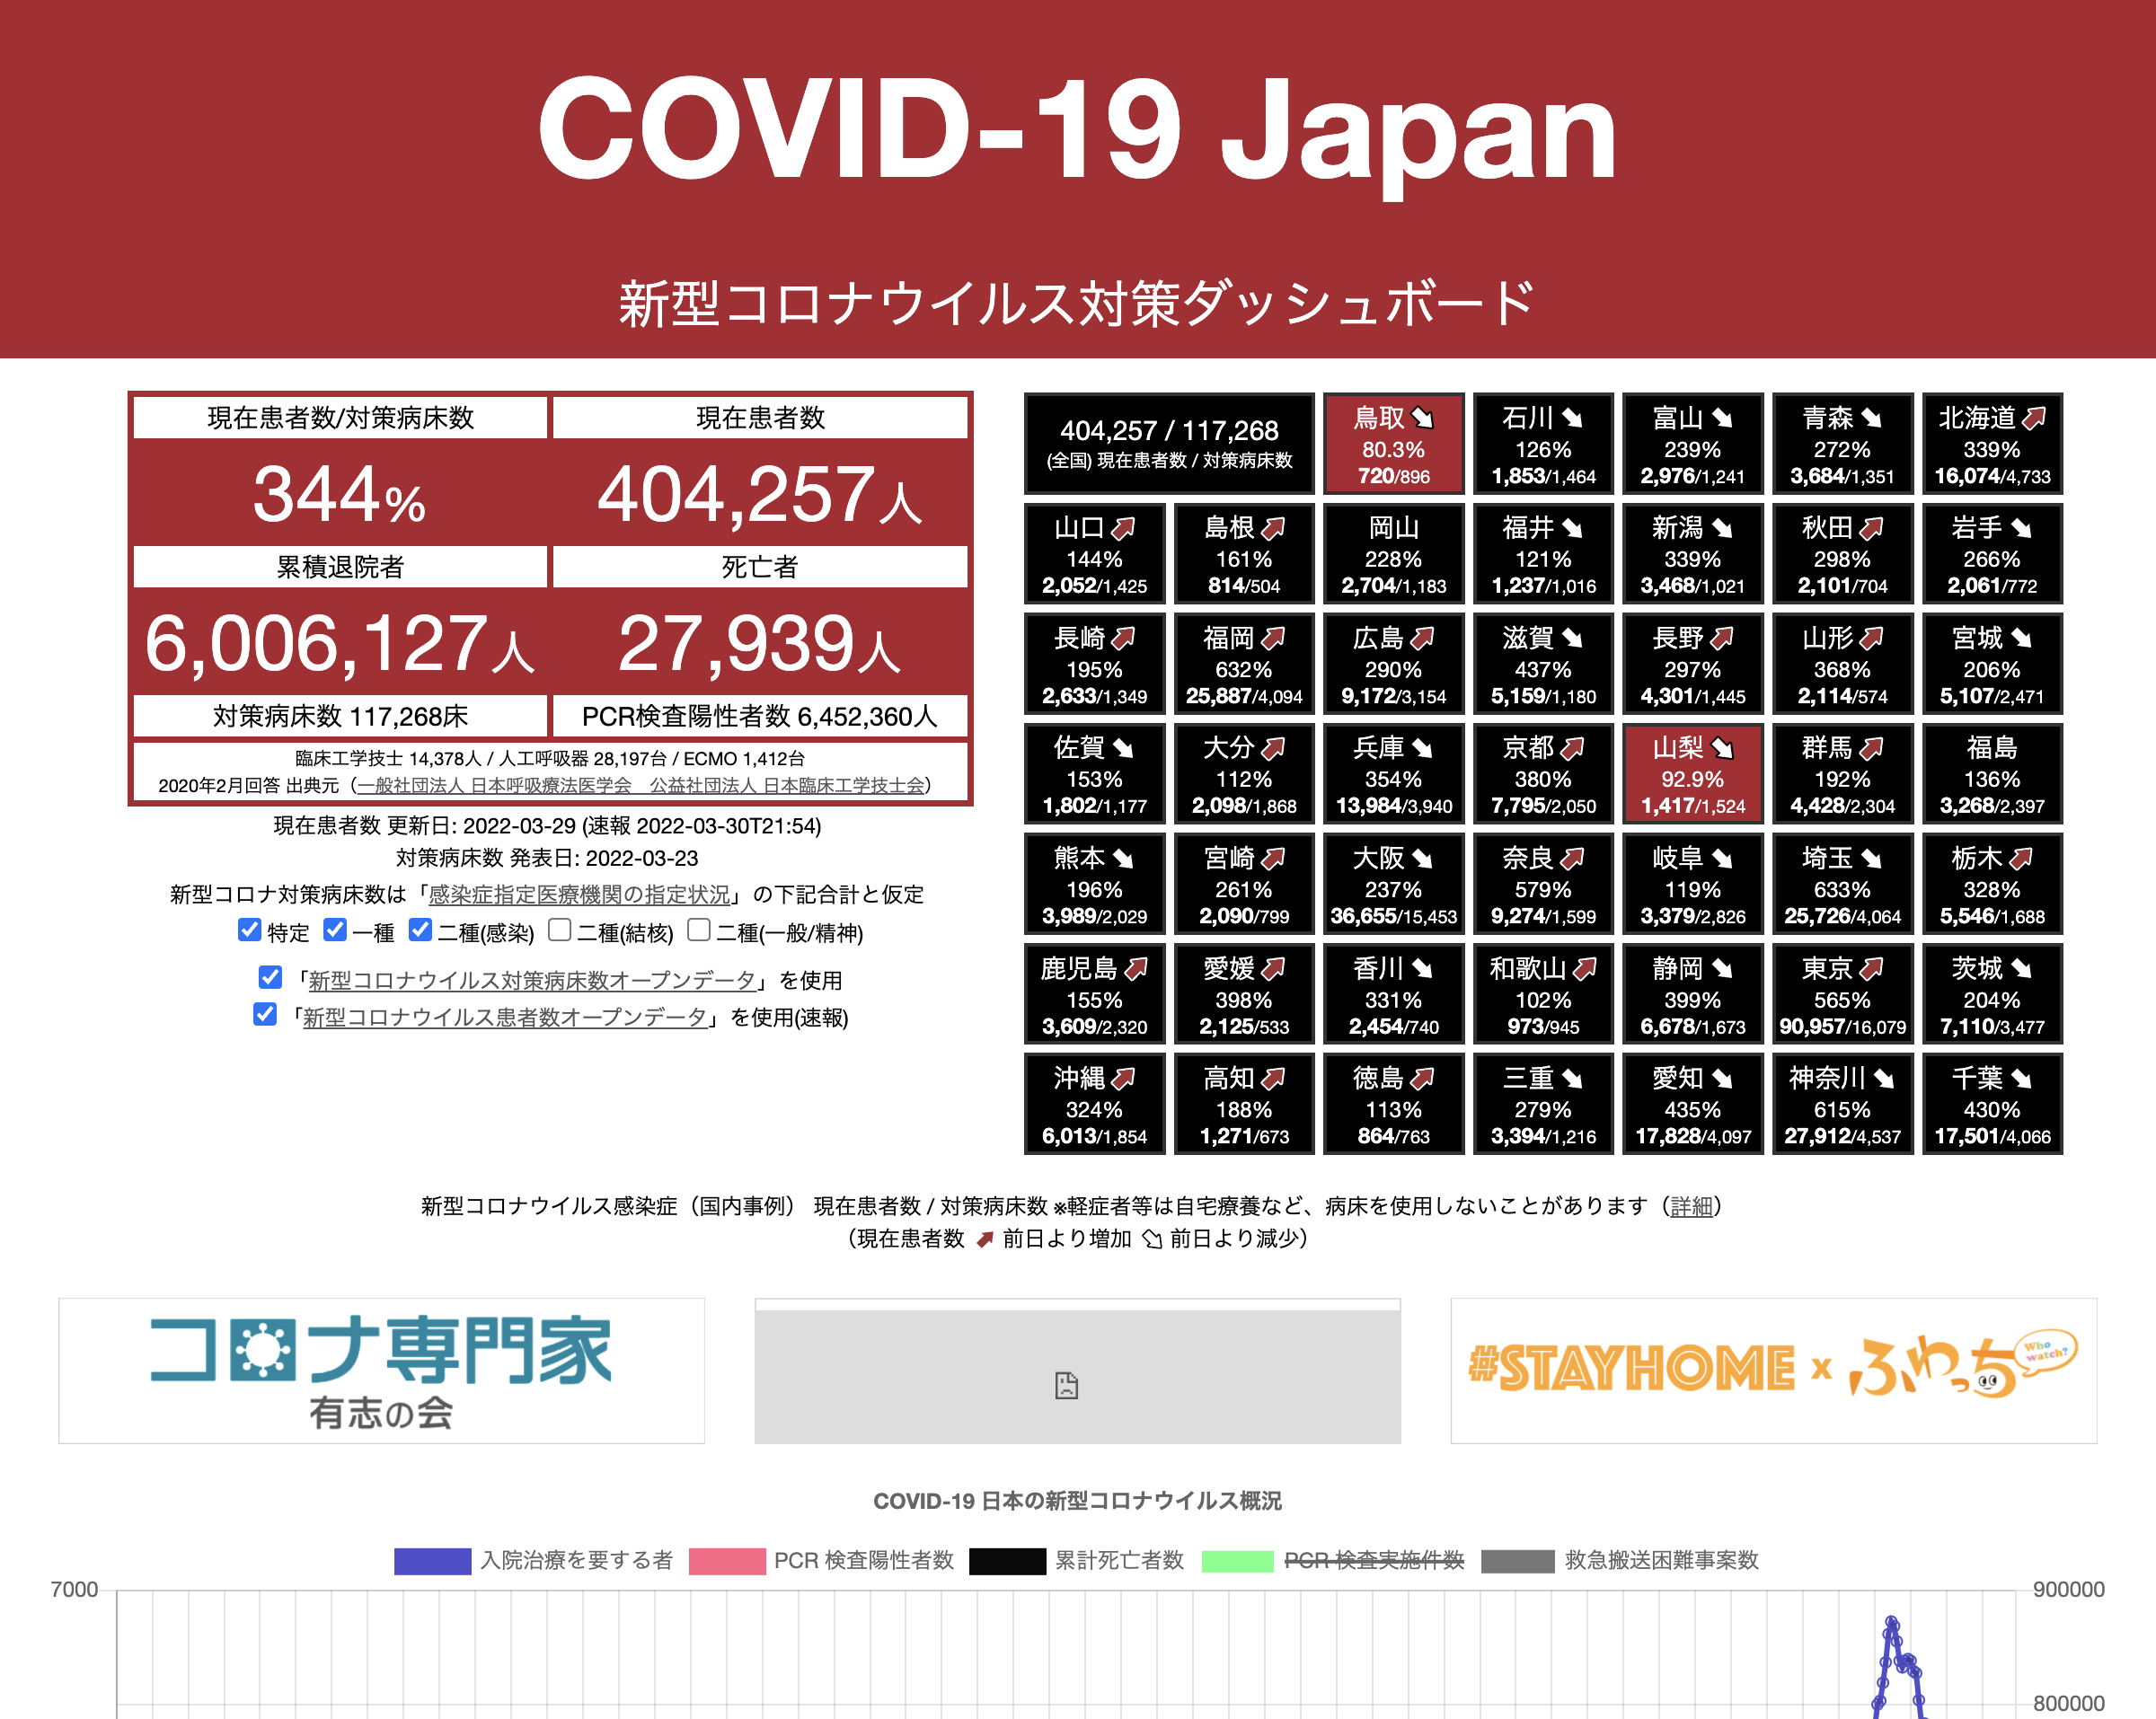 COVID-19 Japan
新型コロナウイルス対策ダッシュボード
現在患者数/対策病床数
現在患者数
344%
404,257人
累積退院者
死亡者
6,006,127人
27,939人
対策病床数 117,268床
PCR検査陽性者数 6,452,360人
臨床工学技士 14,378人 / 人工呼吸器 28,197台 / ECMO 1,412台
2020年2月回答 出典元（一般社団法人 日本呼吸療法医学会　公益社団法人 日本臨床工学技士会）
現在患者数 更新日: 2022-03-29 (速報 2022-03-30T21:54)
対策病床数 発表日: 2022-03-23
新型コロナ対策病床数は「感染症指定医療機関の指定状況」の下記合計と仮定
特定 一種 二種(感染) 二種(結核) 二種(一般/精神)
「新型コロナウイルス対策病床数オープンデータ」を使用
「新型コロナウイルス患者数オープンデータ」を使用(速報)
404,257 / 117,268
(全国) 現在患者数 / 対策病床数
鳥取
80.3%
720/896
石川
126%
1,853/1,464
富山
239%
2,976/1,241
青森
272%
3,684/1,351
北海道
339%
16,074/4,733
山口
144%
2,052/1,425
島根
161%
814/504
岡山
228%
2,704/1,183
福井
121%
1,237/1,016
新潟
339%
3,468/1,021
秋田
298%
2,101/704
岩手
266%
2,061/772
長崎
195%
2,633/1,349
福岡
632%
25,887/4,094
広島
290%
9,172/3,154
滋賀
437%
5,159/1,180
長野
297%
4,301/1,445
山形
368%
2,114/574
宮城
206%
5,107/2,471
佐賀
153%
1,802/1,177
大分
112%
2,098/1,868
兵庫
354%
13,984/3,940
京都
380%
7,795/2,050
山梨
92.9%
1,417/1,524
群馬
192%
4,428/2,304
福島
136%
3,268/2,397
熊本
196%
3,989/2,029
宮崎
261%
2,090/799
大阪
237%
36,655/15,453
奈良
579%
9,274/1,599
岐阜
119%
3,379/2,826
埼玉
633%
25,726/4,064
栃木
328%
5,546/1,688
鹿児島
155%
3,609/2,320
愛媛
398%
2,125/533
香川
331%
2,454/740
和歌山
102%
973/945
静岡
399%
6,678/1,673
東京
565%
90,957/16,079
茨城
204%
7,110/3,477
沖縄
324%
6,013/1,854
高知
188%
1,271/673
徳島
113%
864/763
三重
279%
3,394/1,216
愛知
435%
17,828/4,097
神奈川
615%
27,912/4,537
千葉
430%
17,501/4,066
新型コロナウイルス感染症（国内事例） 現在患者数 / 対策病床数 ※軽症者等は自宅療養など、病床を使用しないことがあります（詳細）
（現在患者数 前日より増加 前日より減少）
コロナ専門家
有志の会
#STAYHOME x ふわっち
Who
watch?
COVID-19 日本の新型コロナウイルス概況
入院治療を要する者 PCR 検査陽性者数 累計死亡者数 PCR 検査実施件数 救急搬送困難事案数
7000
900000
800000